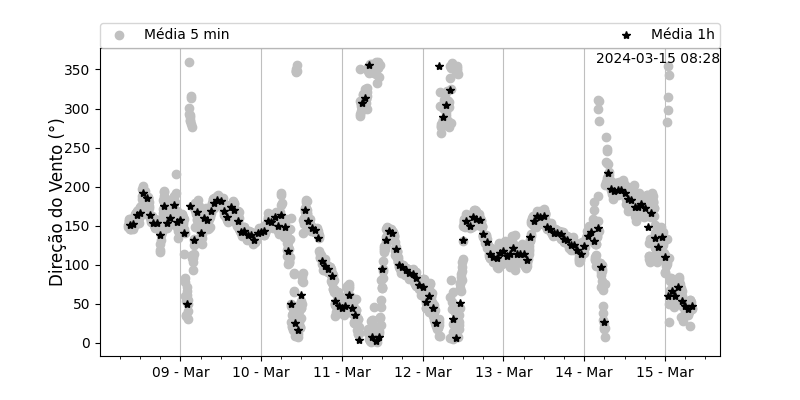 Média 5 min
Média 1h
2024-03-15 08:28
Direção do Vento (°)
350
300
250
200
150
100
50
0
09 - Mar
10 - Mar
11 - Mar
12 - Mar
13 - Mar
14 - Mar
15 - Mar